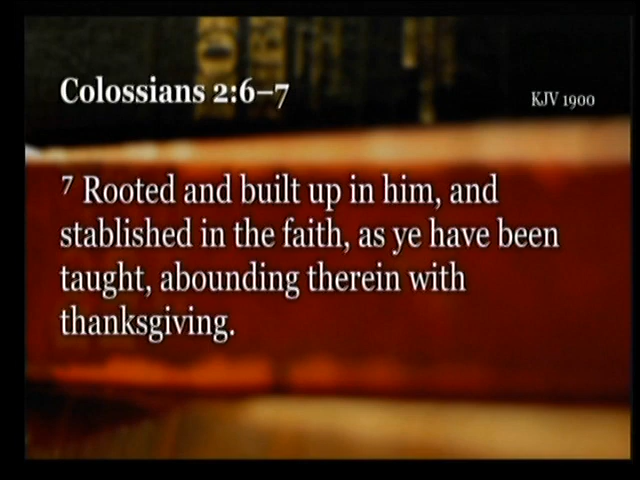 Colossians 2:6–7
KJV 1900
7 Rooted and built up in him, and
stablished in the faith, as ye have been
taught, abounding therein with
thanksgiving.